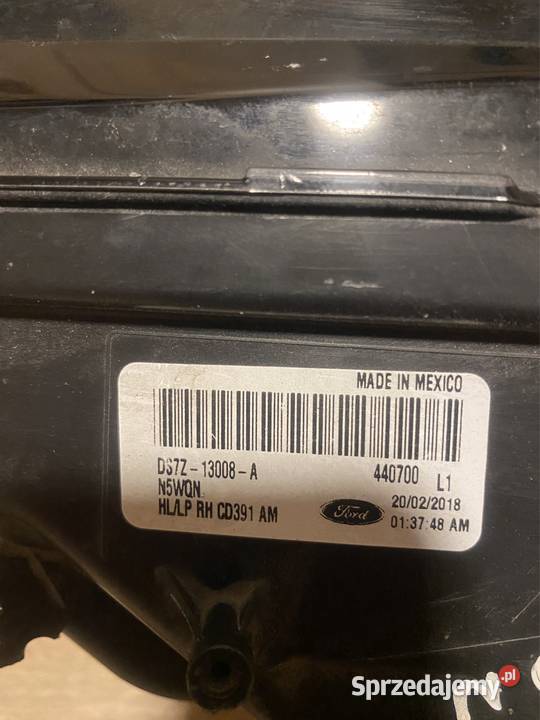 MADE IN MEXICO
DS7Z-13008-A 440700 L1
N5WQN 20/02/2018
HL/LP RH CD391 AM Ford 01:37:48 AM
Sprzedajemy.pl